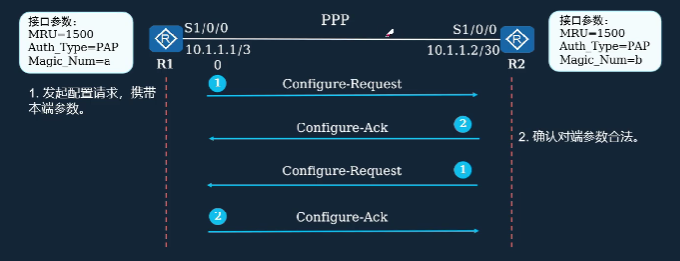 接口参数:
MRU=1500
Auth_Type=PAP
Magic_Num=a
S1/0/0
PPP
S1/0/0
接口参数:
MRU=1500
Auth_Type=PAP
Magic_Num=b
R
R
10.1.1.1/3
0
10.1.1.2/30
R1
R2
1
Configure-Request
1. 发起配置请求，携带
本端参数。
Configure-Ack
2
2. 确认对端参数合法。
Configure-Request
1
2
Configure-Ack